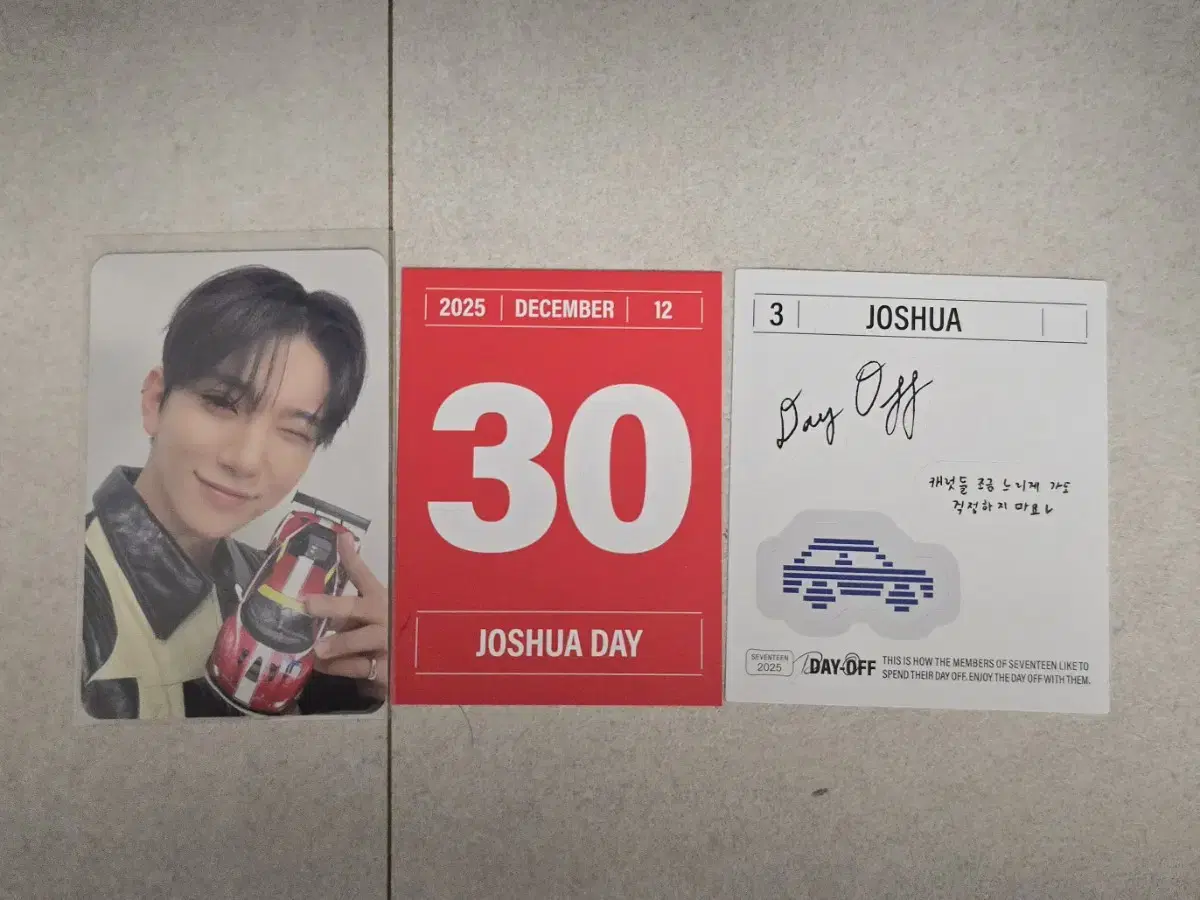 2025 DECEMBER 12
30
JOSHUA DAY
3 JOSHUA
Day Off
캐럿들 조금 느리게 가도
걱정하지 마요
SEVENTEEN
2025
DAY-OFF
THIS IS HOW THE MEMBERS OF SEVENTEEN LIKE TO
SPEND THEIR DAY OFF. ENJOY THE DAY OFF WITH THEM.